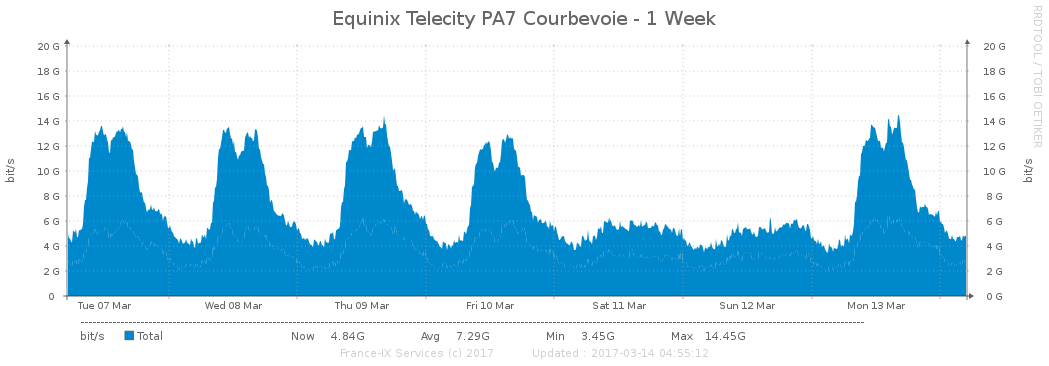 Equinix Telecity PA7 Courbevoie - 1 Week
RRDTOOL / TOBI OETIKER
bit/s
20 G 20 G
18 G 18 G
16 G 16 G
14 G 14 G
12 G 12 G
10 G 10 G
8 G 8 G
6 G 6 G
4 G 4 G
2 G 2 G
0 0 G
bit/s
Tue 07 Mar Wed 08 Mar Thu 09 Mar Fri 10 Mar Sat 11 Mar Sun 12 Mar Mon 13 Mar
bit/s Total Now 4.84G Avg 7.29G Min 3.45G Max 14.45G
France-IX Services (c) 2017 Updated : 2017-03-14 04:55:12